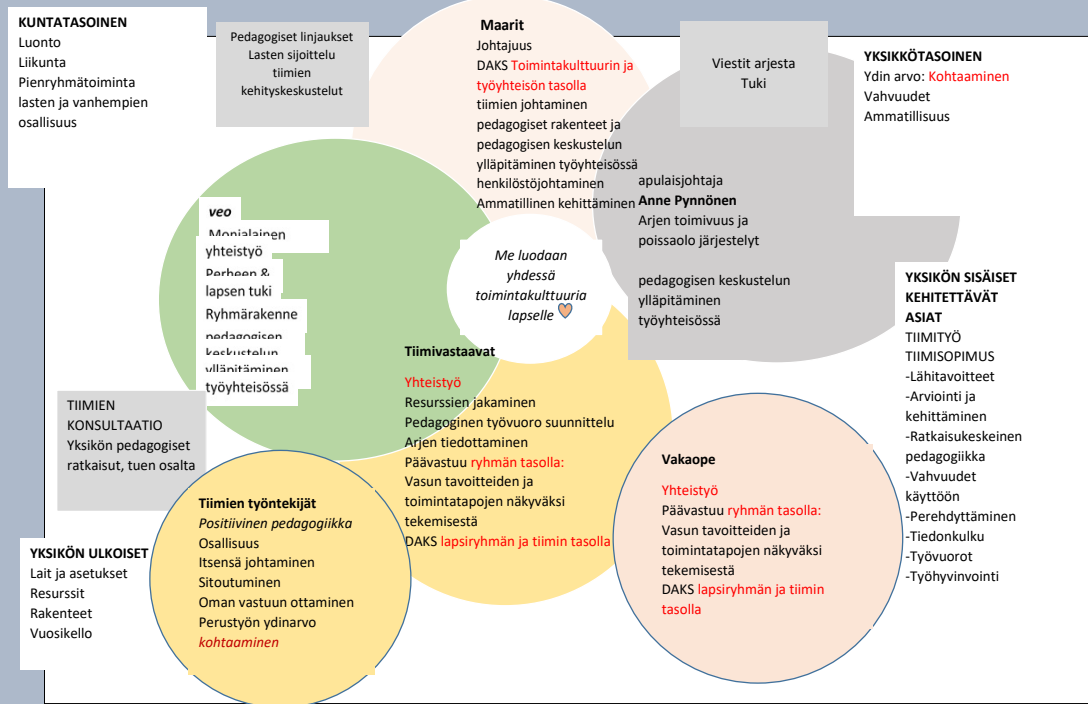 KUNTATASOINEN
Luonto
Liikunta
Pienryhmätoiminta
lasten ja vanhempien
osallisuus
Pedagogiset linjaukset
Lasten sijoittelu
tiimien
kehityskeskustelut
Maarit
Johtajuus
DAKS Toimintakulttuurin ja
työyhteisön tasolla
tiimien johtaminen
pedagogiset rakenteet ja
pedagogisen keskustelun
ylläpitäminen työyhteisössä
henkilöstöjohtaminen
Ammatillinen kehittäminen
Viestit arjesta
Tuki
YKSIKKÖTASOINEN
Ydin arvo: Kohtaaminen
Vahvuudet
Ammatillisuus
apulaisjohtaja
Anne Pynnönen
Arjen toimivuus ja
poissaolo järjestelyt
pedagogisen keskustelun
ylläpitäminen
työyhteisössä
veo
Monialainen
yhteistyö
Perheen &
lapsen tuki
Ryhmärakenne
pedagogisen
keskustelun
ylläpitäminen
työyhteisössä
Me luodaan
yhdessä
toimintakulttuuria
lapselle
YKSIKÖN SISÄISET
KEHITETTÄVÄT
ASIAT
TIIMITYÖ
TIIMISOPIMUS
-Lähitavoitteet
-Arviointi ja
kehittäminen
-Ratkaisukeskeinen
pedagogiikka
-Vahvuudet
käyttöön
-Perehdyttäminen
-Tiedonkulku
-Työvuorot
-Työhyvinvointi
Tiimivastaavat
Yhteistyö
Resurssien jakaminen
Pedagoginen työvuoro suunnittelu
Arjen tiedottaminen
Päävastuu ryhmän tasolla:
Vasun tavoitteiden ja
toimintatapojen näkyväksi
tekemisestä
DAKS lapsiryhmän ja tiimin tasolla
TIIMIEN
KONSULTAATIO
Yksikön pedagogiset
ratkaisut, tuen osalta
Vakaope
Yhteistyö
Päävastuu ryhmän tasolla:
Vasun tavoitteiden ja
toimintatapojen näkyväksi
tekemisestä
DAKS lapsiryhmän ja tiimin
tasolla
Tiimien työntekijät
Positiivinen pedagogiikka
Osallisuus
Itsensä johtaminen
Sitoutuminen
Oman vastuun ottaminen
Perustyön ydinarvo
kohtaaminen
YKSIKÖN ULKOISET
Lait ja asetukset
Resurssit
Rakenteet
Vuosikello